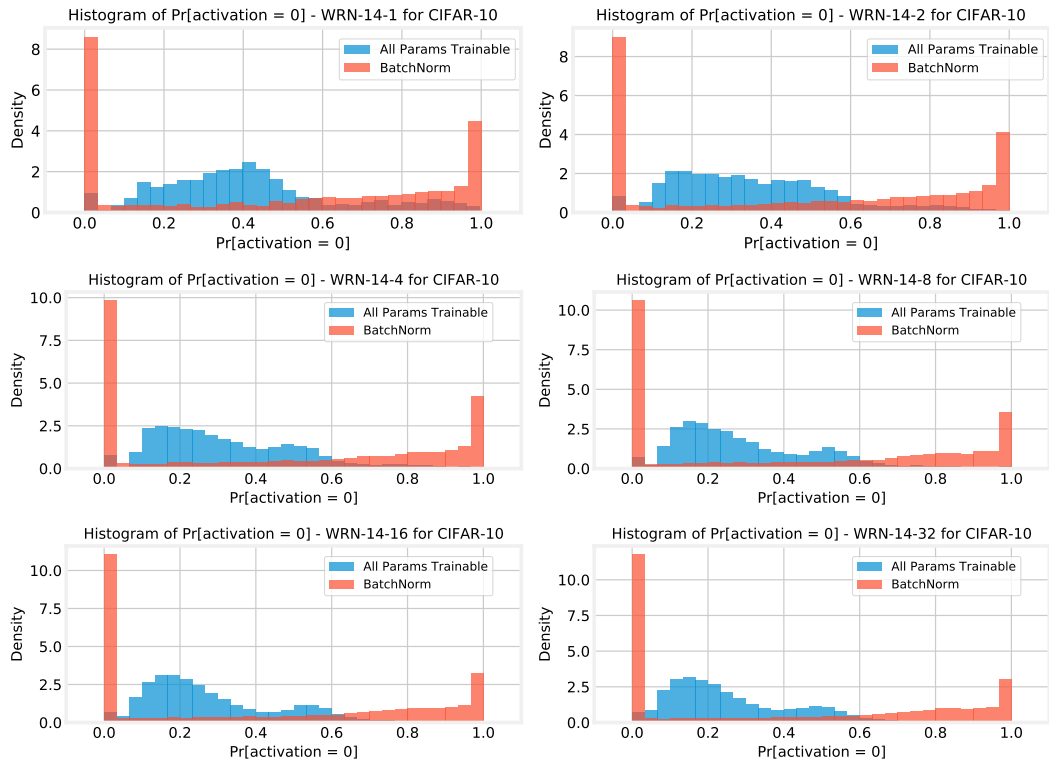 Histogram of Pr[activation = 0] - WRN-14-1 for CIFAR-10
Density
8
6
4
2
0
All Params Trainable
BatchNorm
0.0 0.2 0.4 0.6 0.8 1.0
Pr[activation = 0]
Histogram of Pr[activation = 0] - WRN-14-2 for CIFAR-10
Density
8
6
4
2
0
All Params Trainable
BatchNorm
0.0 0.2 0.4 0.6 0.8 1.0
Pr[activation = 0]
Histogram of Pr[activation = 0] - WRN-14-4 for CIFAR-10
Density
10.0
7.5
5.0
2.5
0.0
All Params Trainable
BatchNorm
0.0 0.2 0.4 0.6 0.8 1.0
Pr[activation = 0]
Histogram of Pr[activation = 0] - WRN-14-8 for CIFAR-10
Density
10.0
7.5
5.0
2.5
0.0
All Params Trainable
BatchNorm
0.0 0.2 0.4 0.6 0.8 1.0
Pr[activation = 0]
Histogram of Pr[activation = 0] - WRN-14-16 for CIFAR-10
Density
10.0
7.5
5.0
2.5
0.0
All Params Trainable
BatchNorm
0.0 0.2 0.4 0.6 0.8 1.0
Pr[activation = 0]
Histogram of Pr[activation = 0] - WRN-14-32 for CIFAR-10
Density
10.0
7.5
5.0
2.5
0.0
All Params Trainable
BatchNorm
0.0 0.2 0.4 0.6 0.8 1.0
Pr[activation = 0]